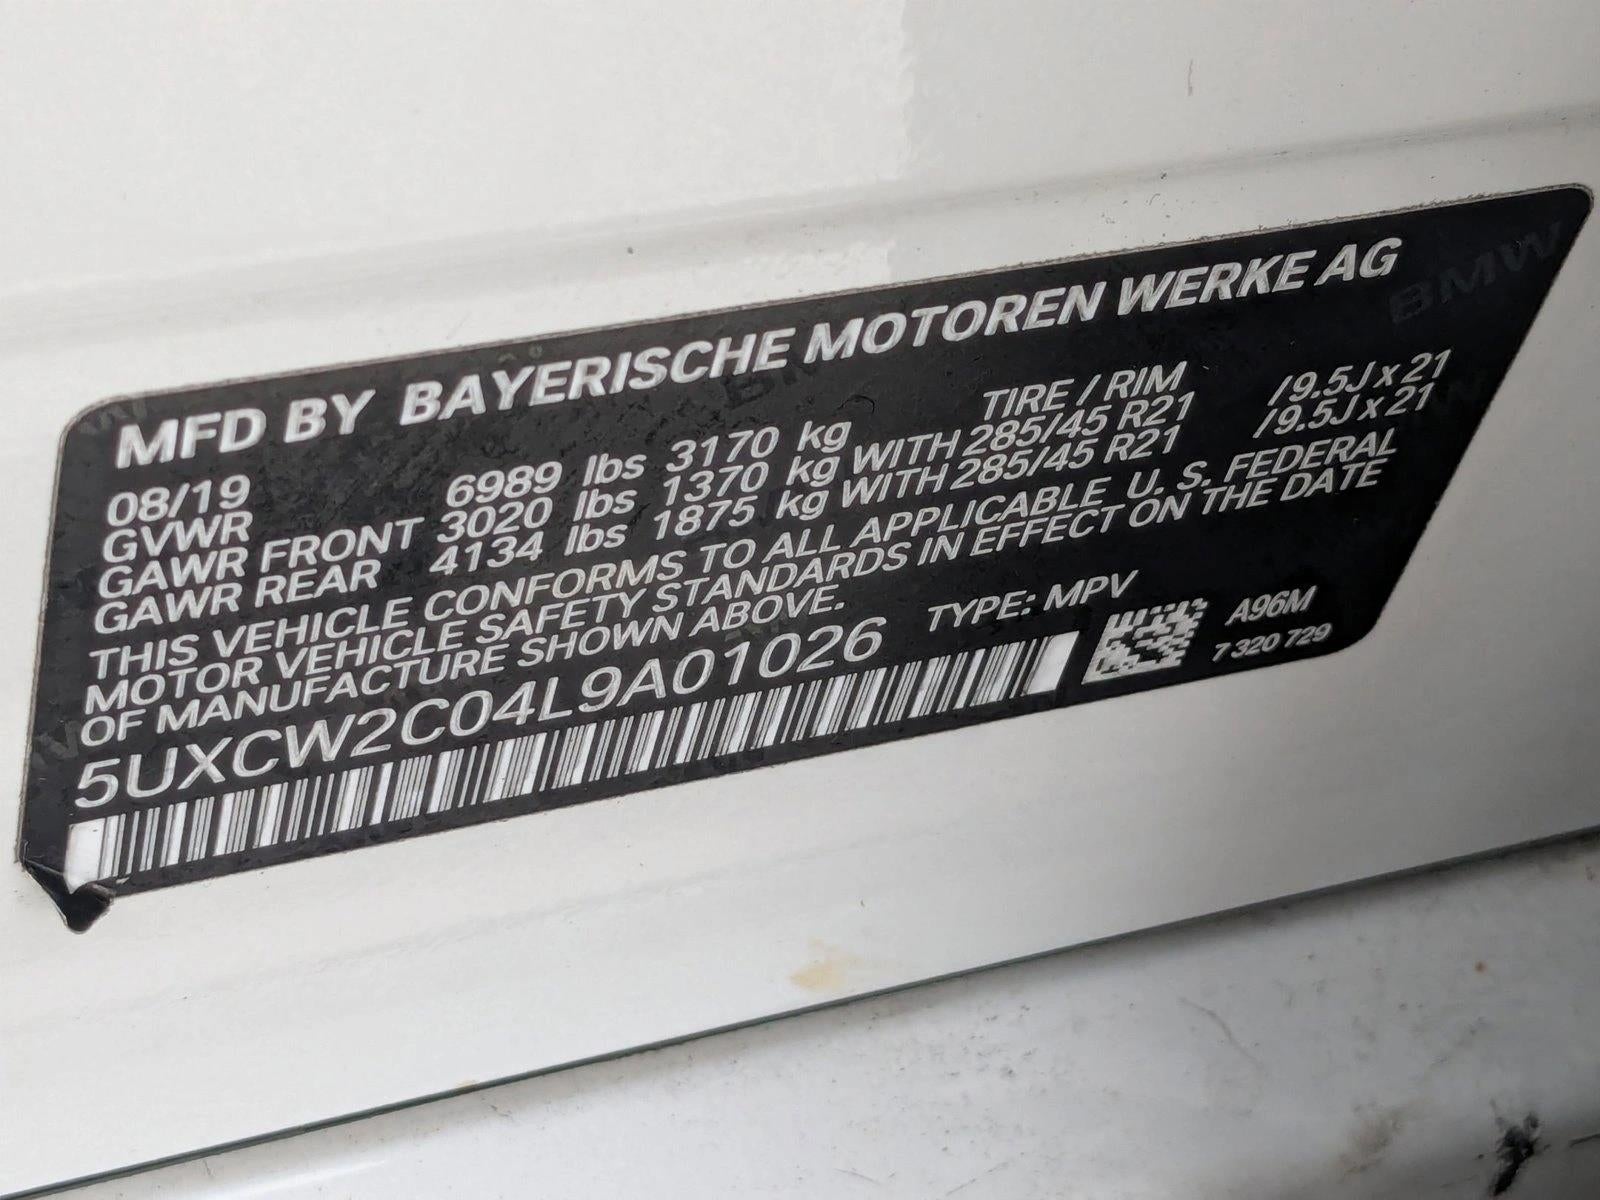 MFD BY BAYERISCHE MOTOREN WERKE AG
08/19 TIRE / RIM
GVWR 6989 lbs 3170 kg
GAWR FRONT 3020 lbs 1370 kg WITH 285/45 R21 /9.5J x 21
GAWR REAR 4134 lbs 1875 kg WITH 285/45 R21 /9.5J x 21
THIS VEHICLE CONFORMS TO ALL APPLICABLE U. S. FEDERAL
MOTOR VEHICLE SAFETY STANDARDS IN EFFECT ON THE DATE
OF MANUFACTURE SHOWN ABOVE.
5UXCW2C04L9A01026 TYPE: MPV
A96M
7 320 729
BMW